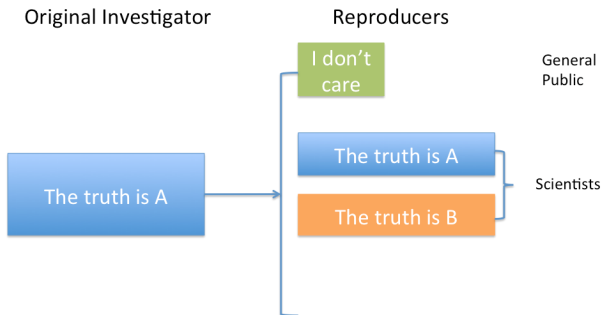 Original Investigator
Reproducers
I don't
care
General
Public
The truth is A
The truth is A
Scientists
The truth is B